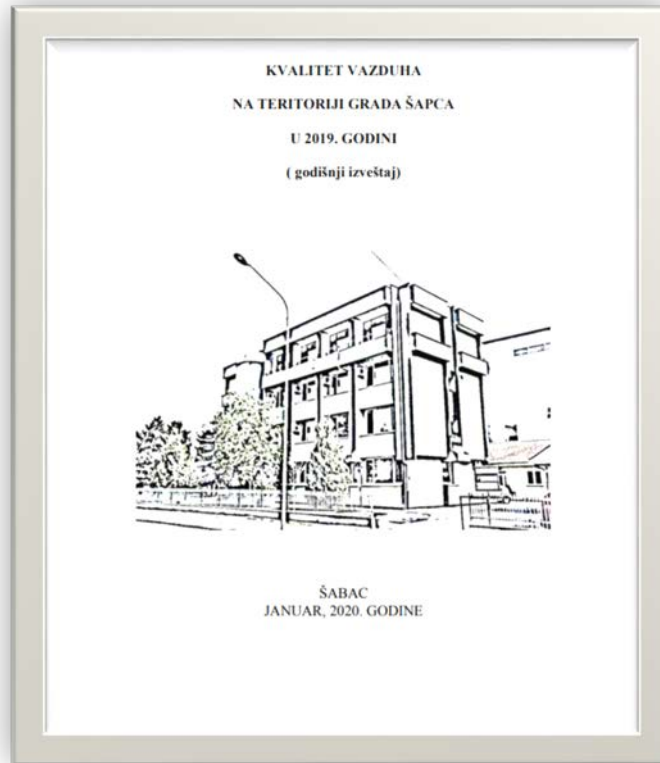 KVALITET VAZDUHA
NA TERITORIJI GRADA ŠAPCA
U 2019. GODINI
( godišnji izveštaj)
ŠABAC
JANUAR, 2020. GODINE